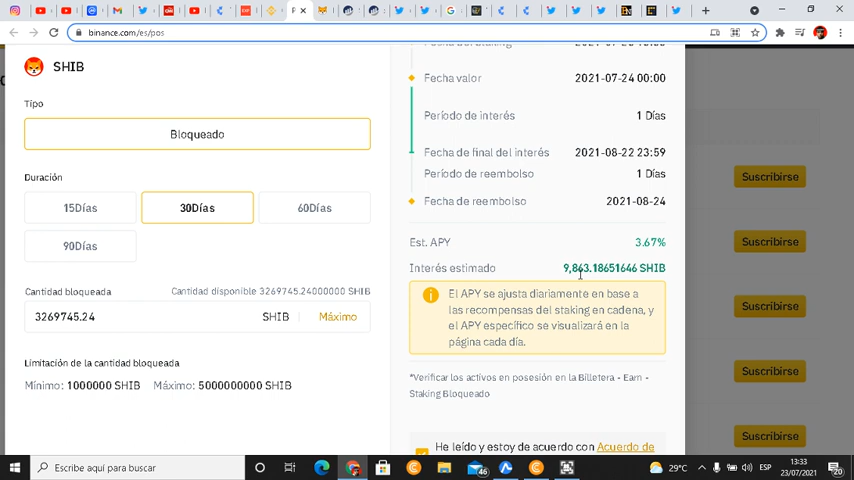 binance.com/es/pos
SHIB
Tipo
Bloqueado
Duración
15Días
30Días
60Días
90Días
Cantidad bloqueada
Cantidad disponible 3269745.24000000 SHIB
3269745.24
SHIB
Máximo
Limitación de la cantidad bloqueada
Mínimo: 1000000 SHIB Máximo: 5000000000 SHIB
Fecha valor
2021-07-24 00:00
Período de interés
1 Días
Fecha de final del interés
2021-08-22 23:59
Período de reembolso
1 Días
Fecha de reembolso
2021-08-24
Est. APY
3.67%
Interés estimado
9,863.18651646 SHIB
El APY se ajusta diariamente en base a
las recompensas del staking en cadena, y
el APY específico se visualizará en la
página cada día.
*Verificar los activos en posesión en la Billetera - Earn -
Staking Bloqueado
He leído y estoy de acuerdo con Acuerdo de
Suscribirse
Suscribirse
Suscribirse
Suscribirse
Suscribirse
Escribe aquí para buscar
46
29°C
ESP
13:33
23/07/2021
20